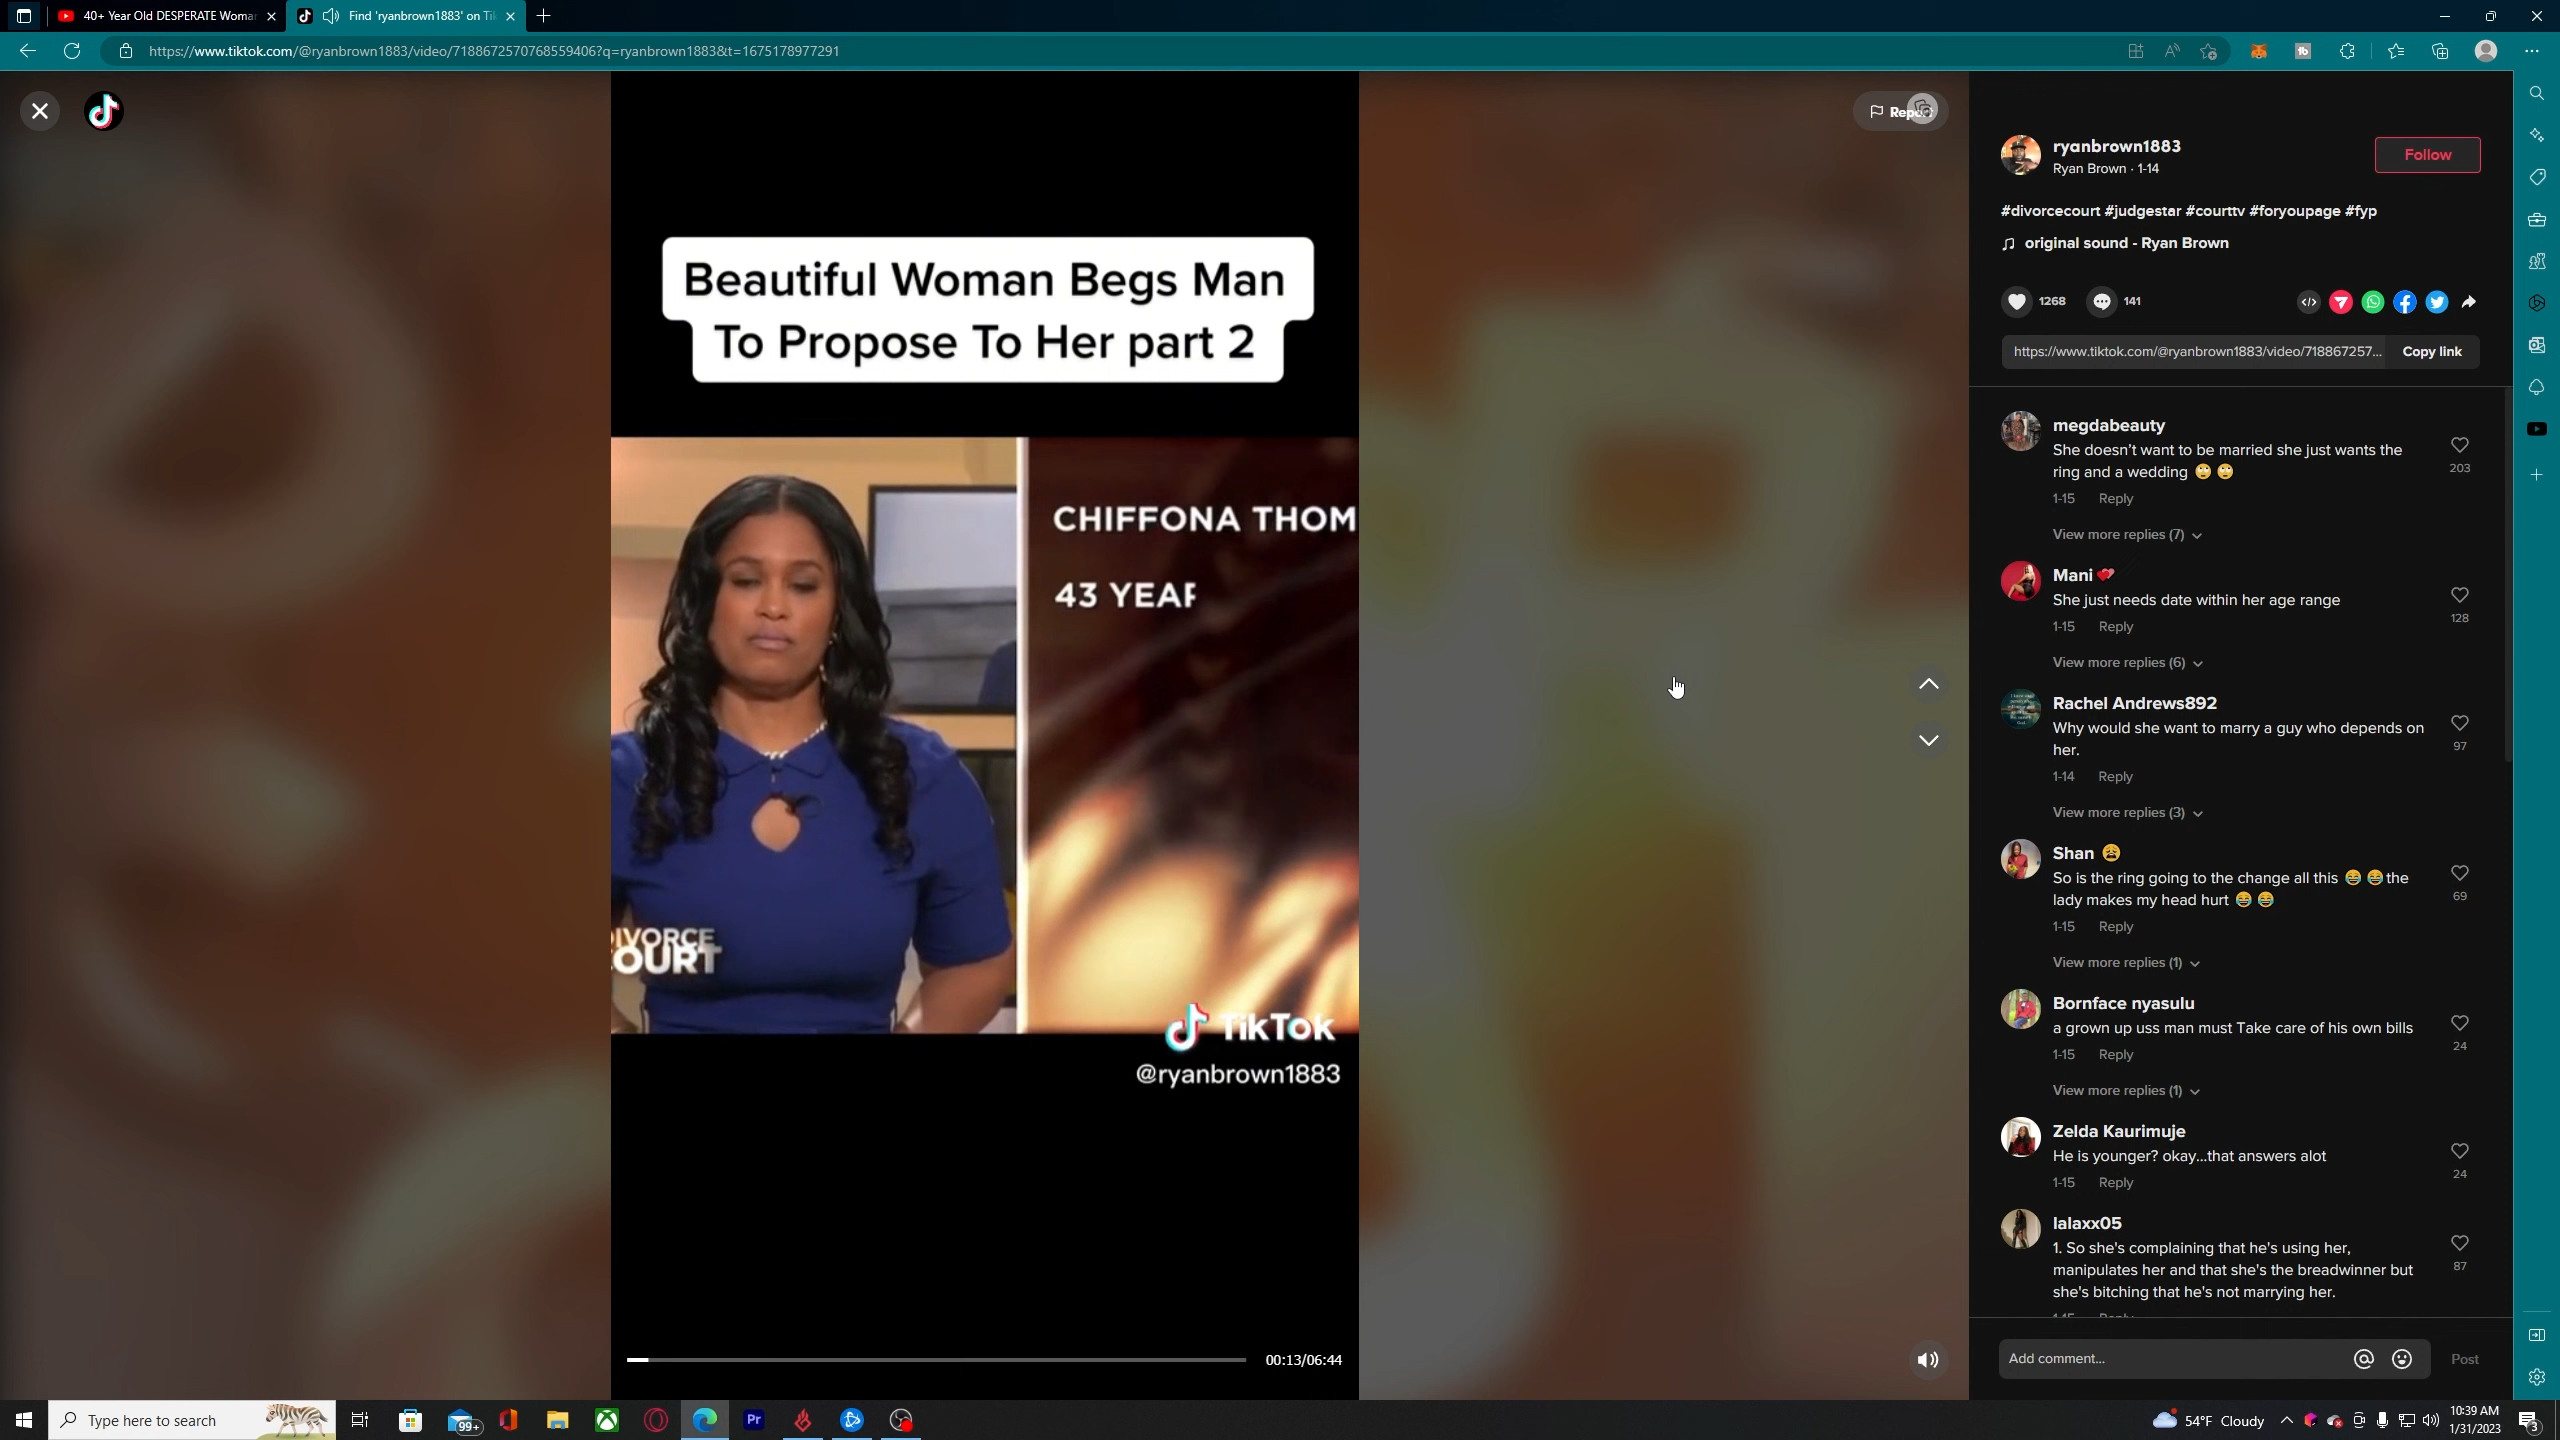 40+ Year Old DESPERATE Woma
Find 'ryanbrown1883' on Ti
https://www.tiktok.com/@ryanbrown1883/video/7188672570768559406?q=ryanbrown1883&t=1675178977291
Beautiful Woman Begs Man
To Propose To Her part 2
CHIFFONA THOM
43 YEAR
IVORCE
OURT
TikTok
@ryanbrown1883
00:13/06:44
Report
ryanbrown1883
Ryan Brown · 1-14
Follow
#divorcecourt #judgestar #courttv #foryoupage #fyp
original sound - Ryan Brown
1268
141
https://www.tiktok.com/@ryanbrown1883/video/718867257...
Copy link
megdabeauty
She doesn't want to be married she just wants the
ring and a wedding 🙄 🙄
203
1-15 Reply
View more replies (7)
Mani 💕
She just needs date within her age range
128
1-15 Reply
View more replies (6)
Rachel Andrews892
Why would she want to marry a guy who depends on
her.
97
1-14 Reply
View more replies (3)
Shan 😩
So is the ring going to the change all this 😂 😂 the
lady makes my head hurt 😂 😂
69
1-15 Reply
View more replies (1)
Bornface nyasulu
a grown up uss man must Take care of his own bills
24
1-15 Reply
View more replies (1)
Zelda Kaurimuje
He is younger? okay...that answers alot
24
1-15 Reply
lalaxx05
1. So she's complaining that he's using her,
manipulates her and that she's the breadwinner but
she's bitching that he's not marrying her.
87
1-15 Reply
Add comment...
Post
Type here to search
99+
Pr
54°F Cloudy
10:39 AM
1/31/2023
3